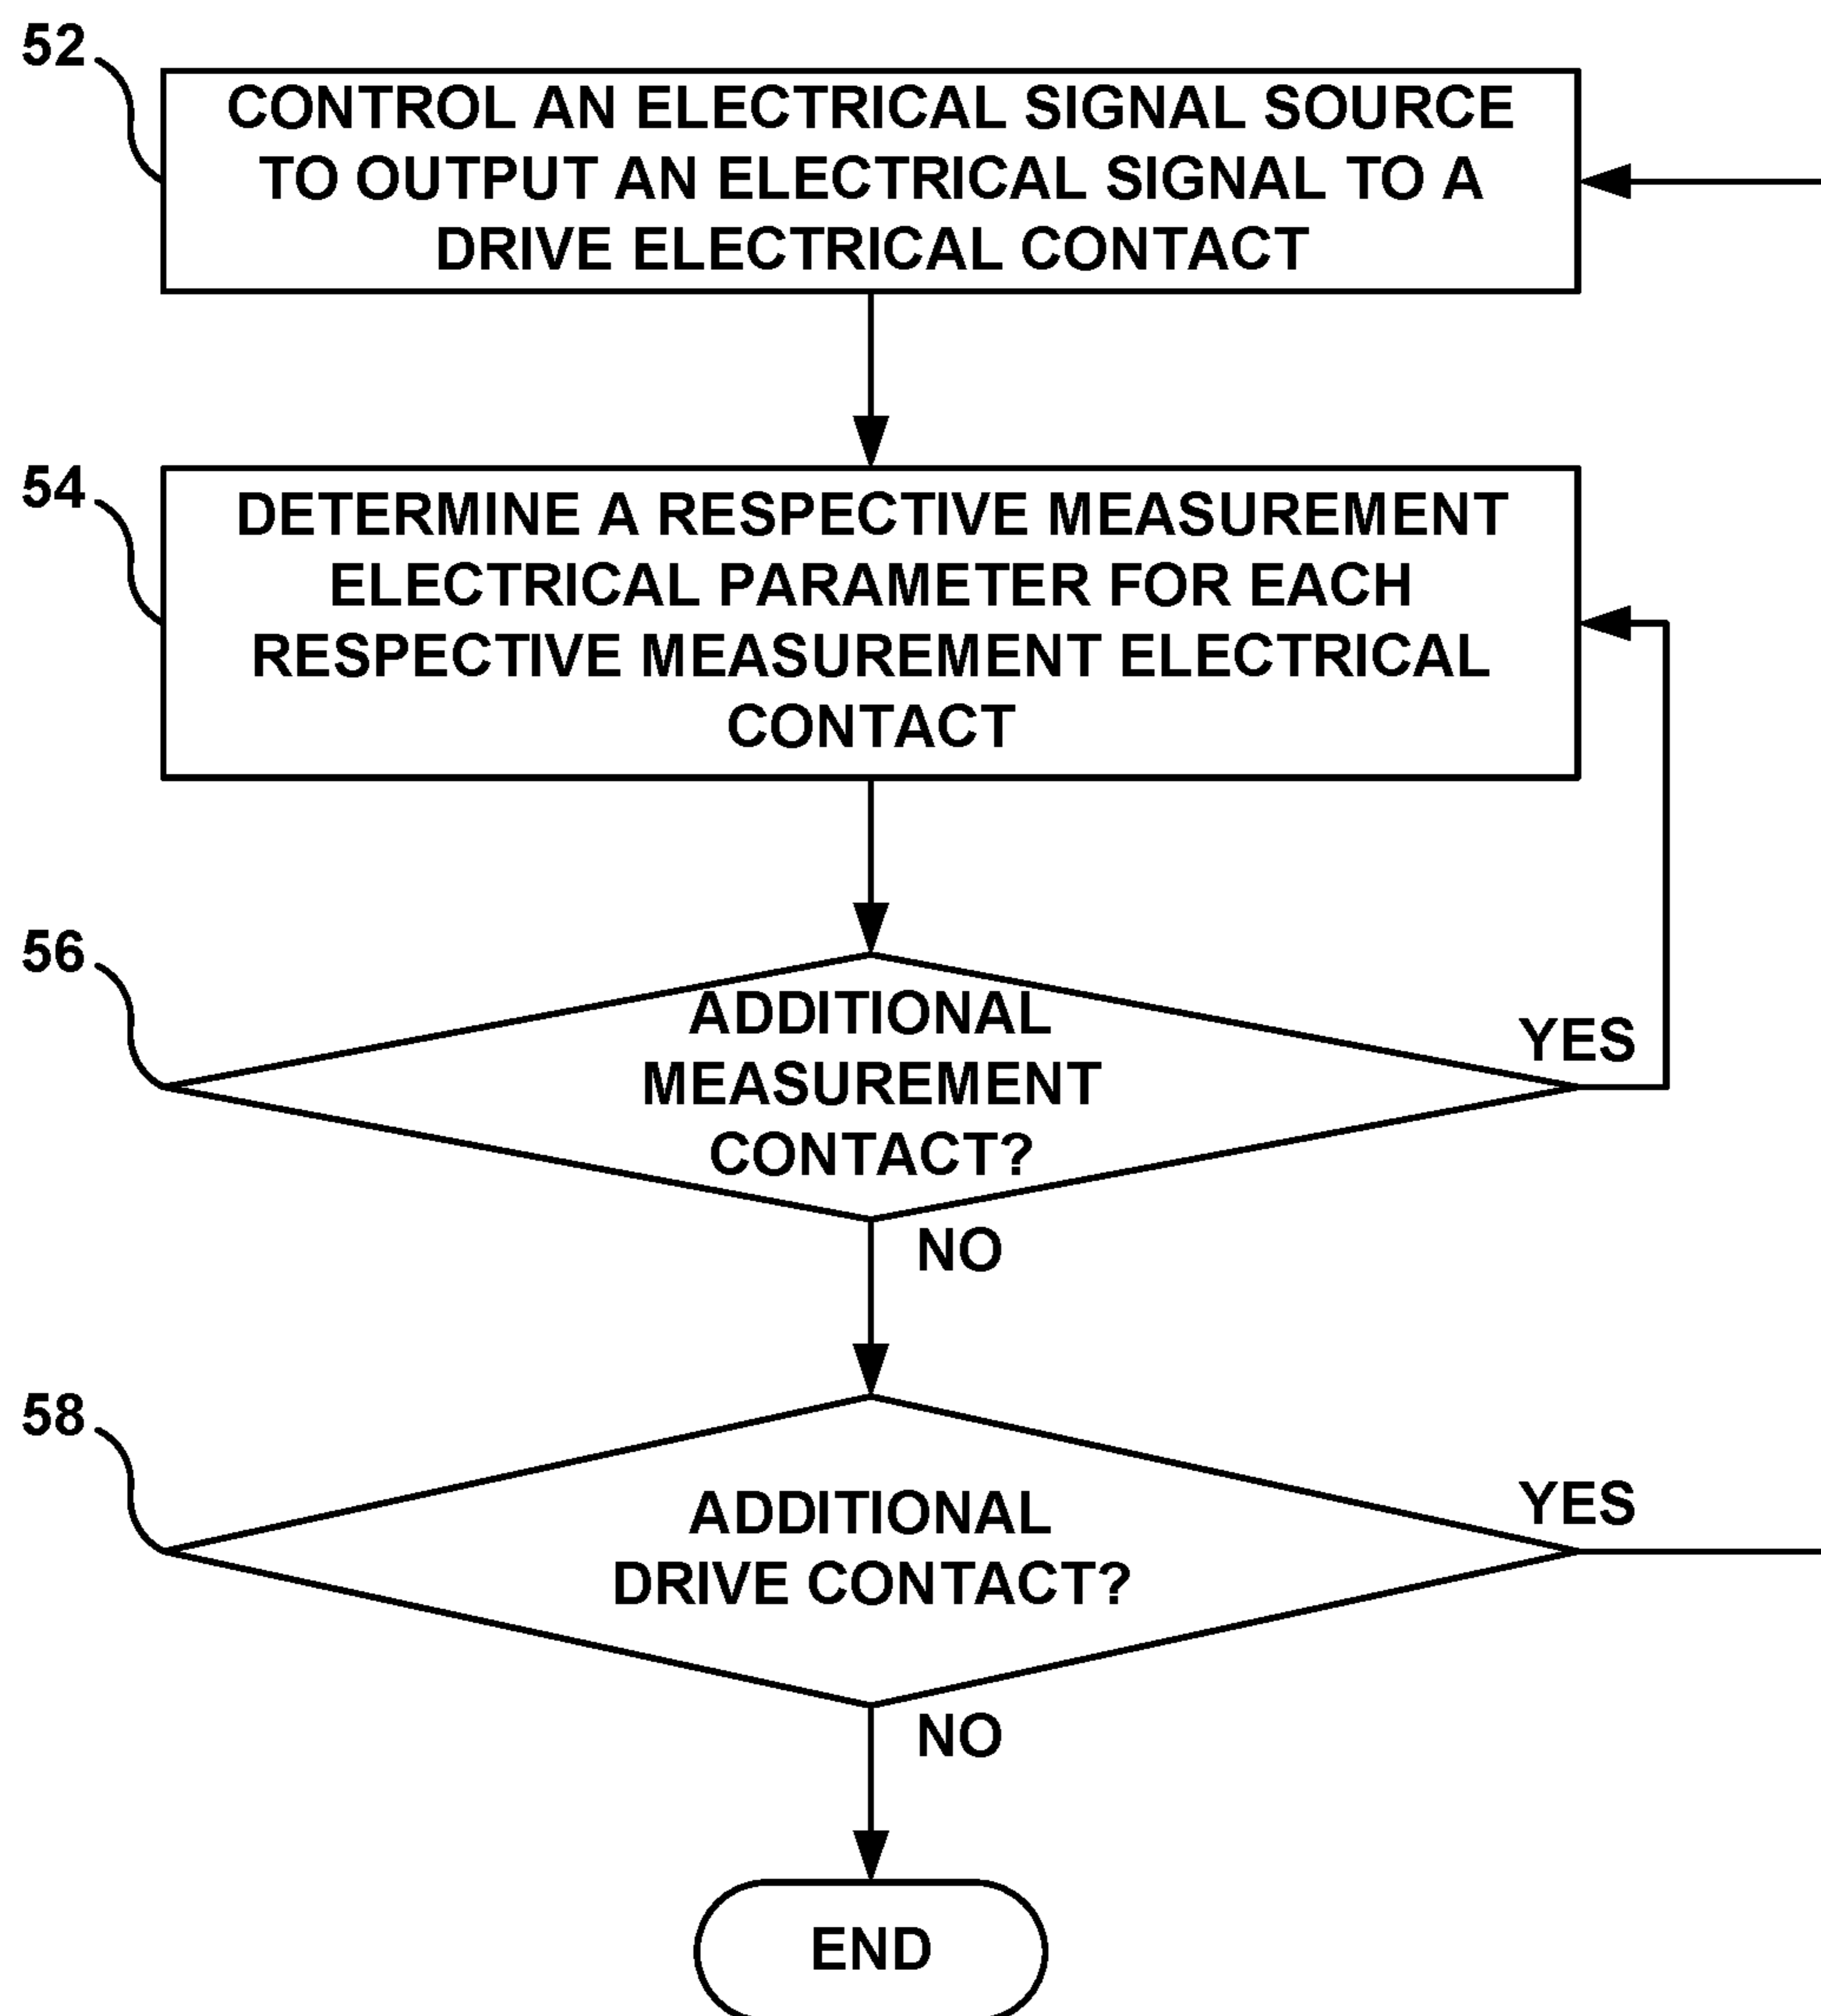 52
CONTROL AN ELECTRICAL SIGNAL SOURCE
TO OUTPUT AN ELECTRICAL SIGNAL TO A
DRIVE ELECTRICAL CONTACT
54
DETERMINE A RESPECTIVE MEASUREMENT
ELECTRICAL PARAMETER FOR EACH
RESPECTIVE MEASUREMENT ELECTRICAL
CONTACT
56
ADDITIONAL
MEASUREMENT
CONTACT?
YES
NO
58
ADDITIONAL
DRIVE CONTACT?
YES
NO
END